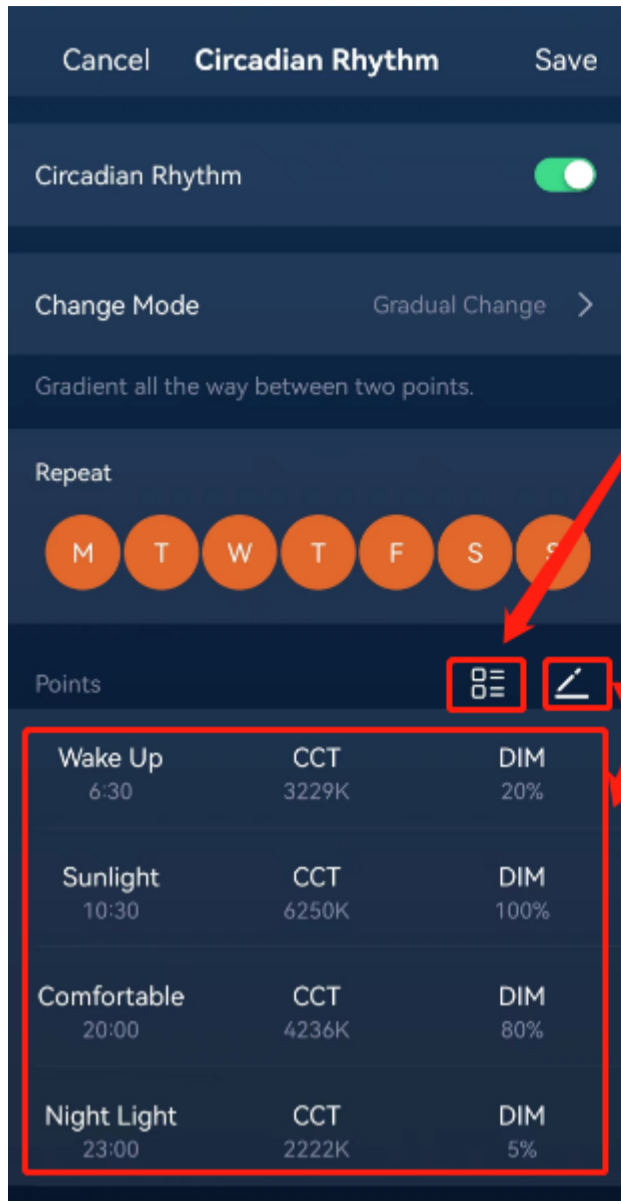 Cancel Circadian Rhythm Save
Circadian Rhythm
Change Mode Gradual Change
Gradient all the way between two points.
Repeat
M T W T F S S
Points
Wake Up CCT DIM
6:30 3229K 20%
Sunlight CCT DIM
10:30 6250K 100%
Comfortable CCT DIM
20:00 4236K 80%
Night Light CCT DIM
23:00 2222K 5%